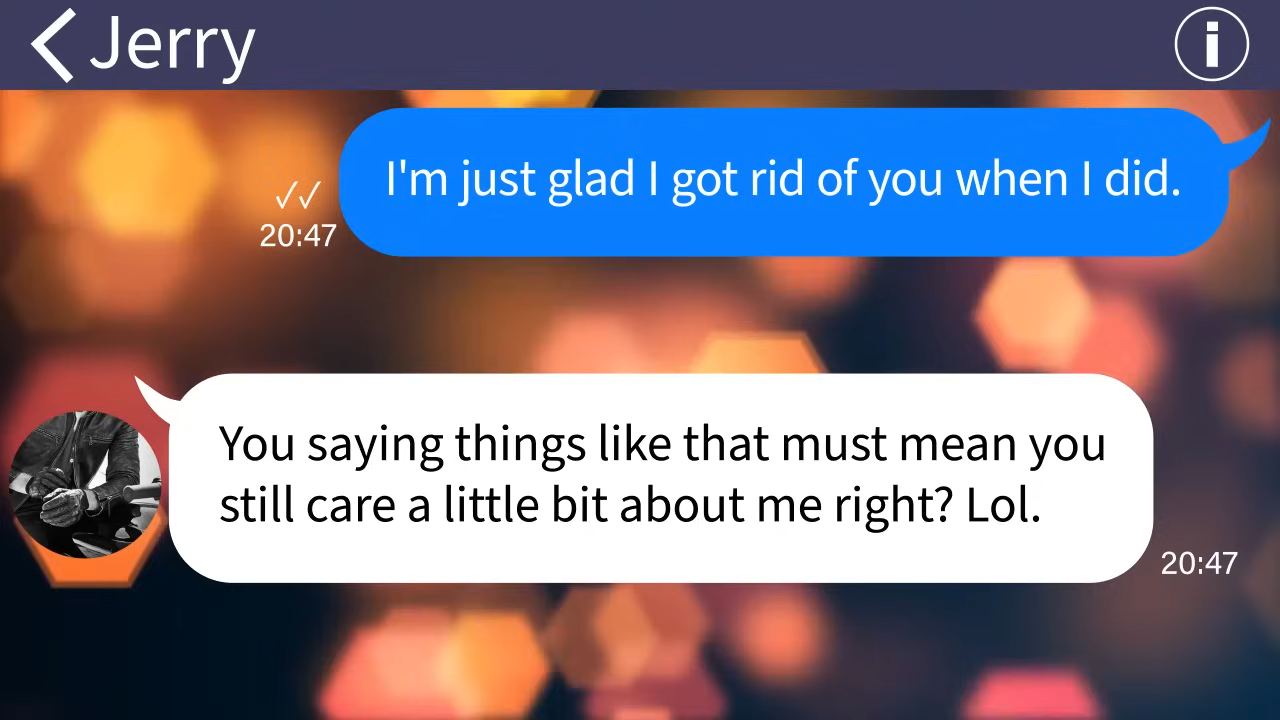 Jerry
I'm just glad I got rid of you when I did.
✓✓
20:47
You saying things like that must mean you
still care a little bit about me right? Lol.
20:47